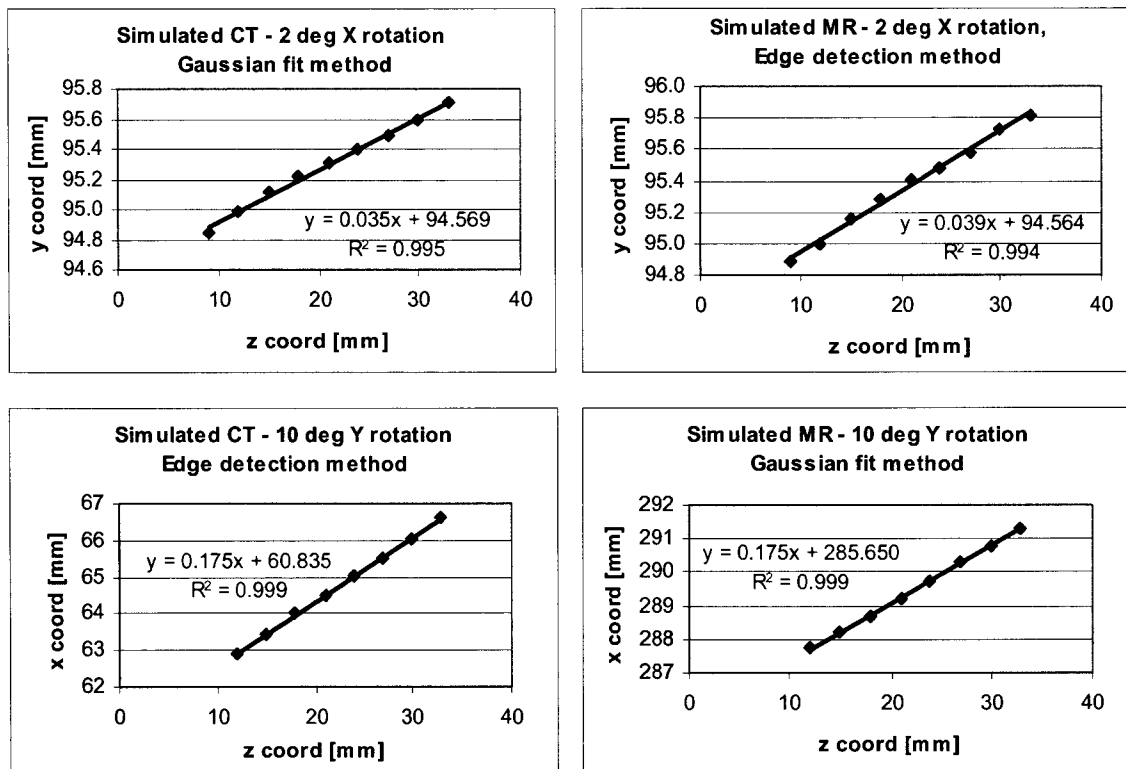 Simulated CT - 2 deg X rotation
Gaussian fit method
95.8
95.6
95.4
95.2
95.0
94.8
94.6
y coord [mm]
y = 0.035x + 94.569
R² = 0.995
0
10
20
30
40
z coord [mm]
Simulated MR - 2 deg X rotation,
Edge detection method
96.0
95.8
95.6
95.4
95.2
95.0
94.8
y coord [mm]
y = 0.039x + 94.564
R² = 0.994
0
10
20
30
40
z coord [mm]
Simulated CT - 10 deg Y rotation
Edge detection method
67
66
65
64
63
62
x coord [mm]
y = 0.175x + 60.835
R² = 0.999
0
10
20
30
40
z coord [mm]
Simulated MR - 10 deg Y rotation
Gaussian fit method
292
291
290
289
288
287
x coord [mm]
y = 0.175x + 285.650
R² = 0.999
0
10
20
30
40
z coord [mm]